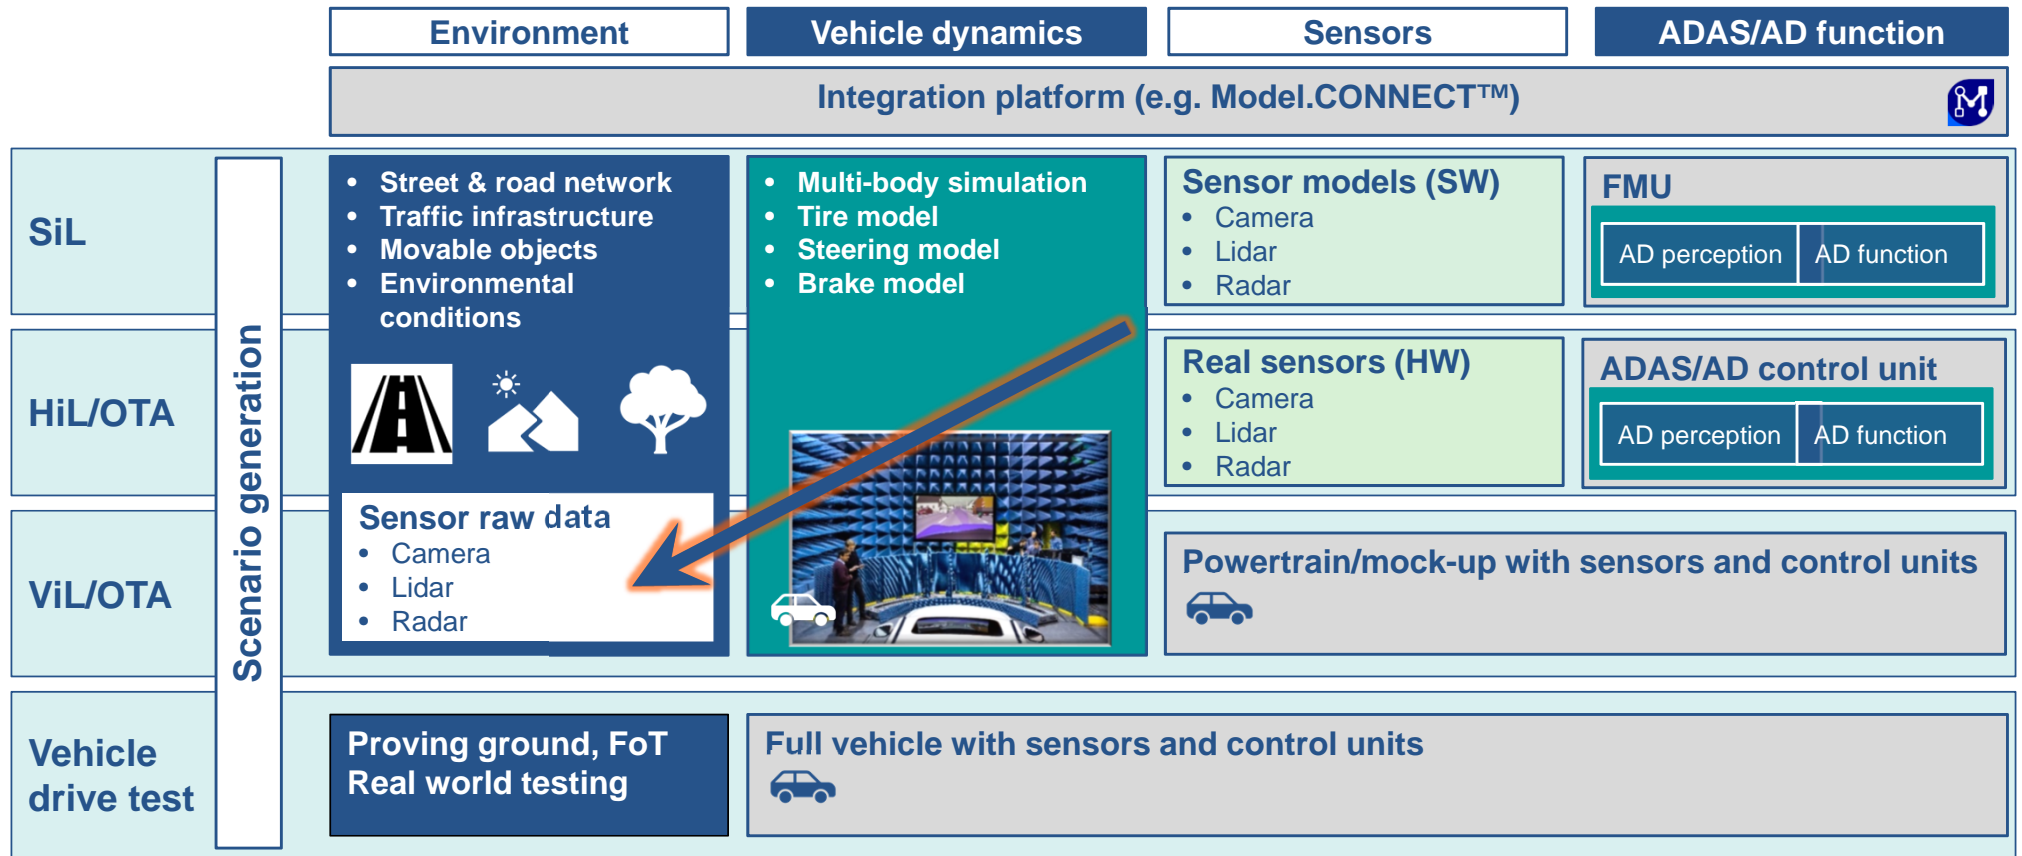 Environment
Vehicle dynamics
Sensors
ADAS/AD function
Integration platform (e.g. Model.CONNECT™)
SiL
HiL/OTA
ViL/OTA
Vehicle
drive test
Scenario generation
• Street & road network
• Traffic infrastructure
• Movable objects
• Environmental
conditions
Sensor raw data
• Camera
• Lidar
• Radar
• Multi-body simulation
• Tire model
• Steering model
• Brake model
Sensor models (SW)
• Camera
• Lidar
• Radar
FMU
AD perception
AD function
Real sensors (HW)
• Camera
• Lidar
• Radar
ADAS/AD control unit
AD perception
AD function
Powertrain/mock-up with sensors and control units
Proving ground, FoT
Real world testing
Full vehicle with sensors and control units